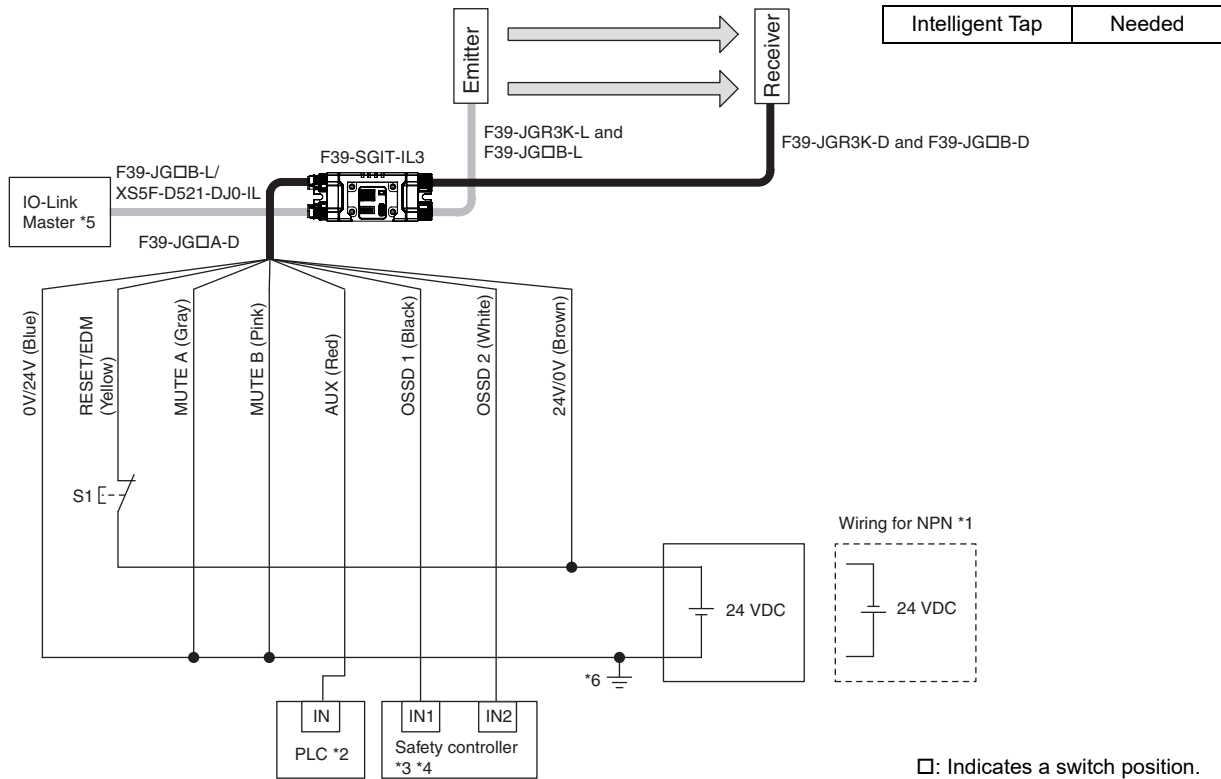 Intelligent Tap Needed
Emitter
Receiver
F39-JGR3K-L and
F39-JG□B-L
F39-JGR3K-D and F39-JG□B-D
F39-SGIT-IL3
F39-JG□B-L/
XS5F-D521-DJ0-IL
IO-Link
Master *5
F39-JG□A-D
0V/24V (Blue)
RESET/EDM
(Yellow)
MUTE A (Gray)
MUTE B (Pink)
AUX (Red)
OSSD 1 (Black)
OSSD 2 (White)
24V/0V (Brown)
S1
Wiring for NPN *1
24 VDC
24 VDC
*6
IN
PLC *2
IN1
IN2
Safety controller
*3 *4
□: Indicates a switch position.